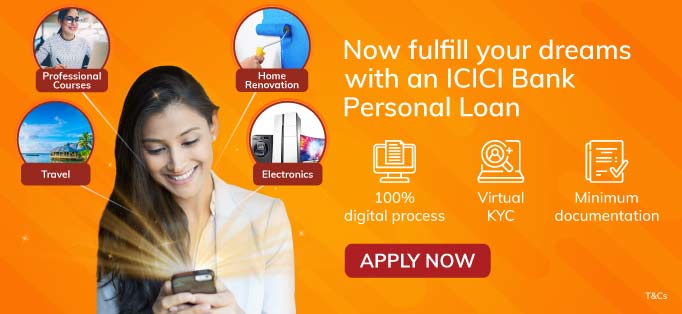 Professional
Courses
Home
Renovation
Travel
Electronics
Now fulfill your dreams
with an ICICI Bank
Personal Loan
100%
digital process
Virtual
KYC
Minimum
documentation
APPLY NOW
T&Cs